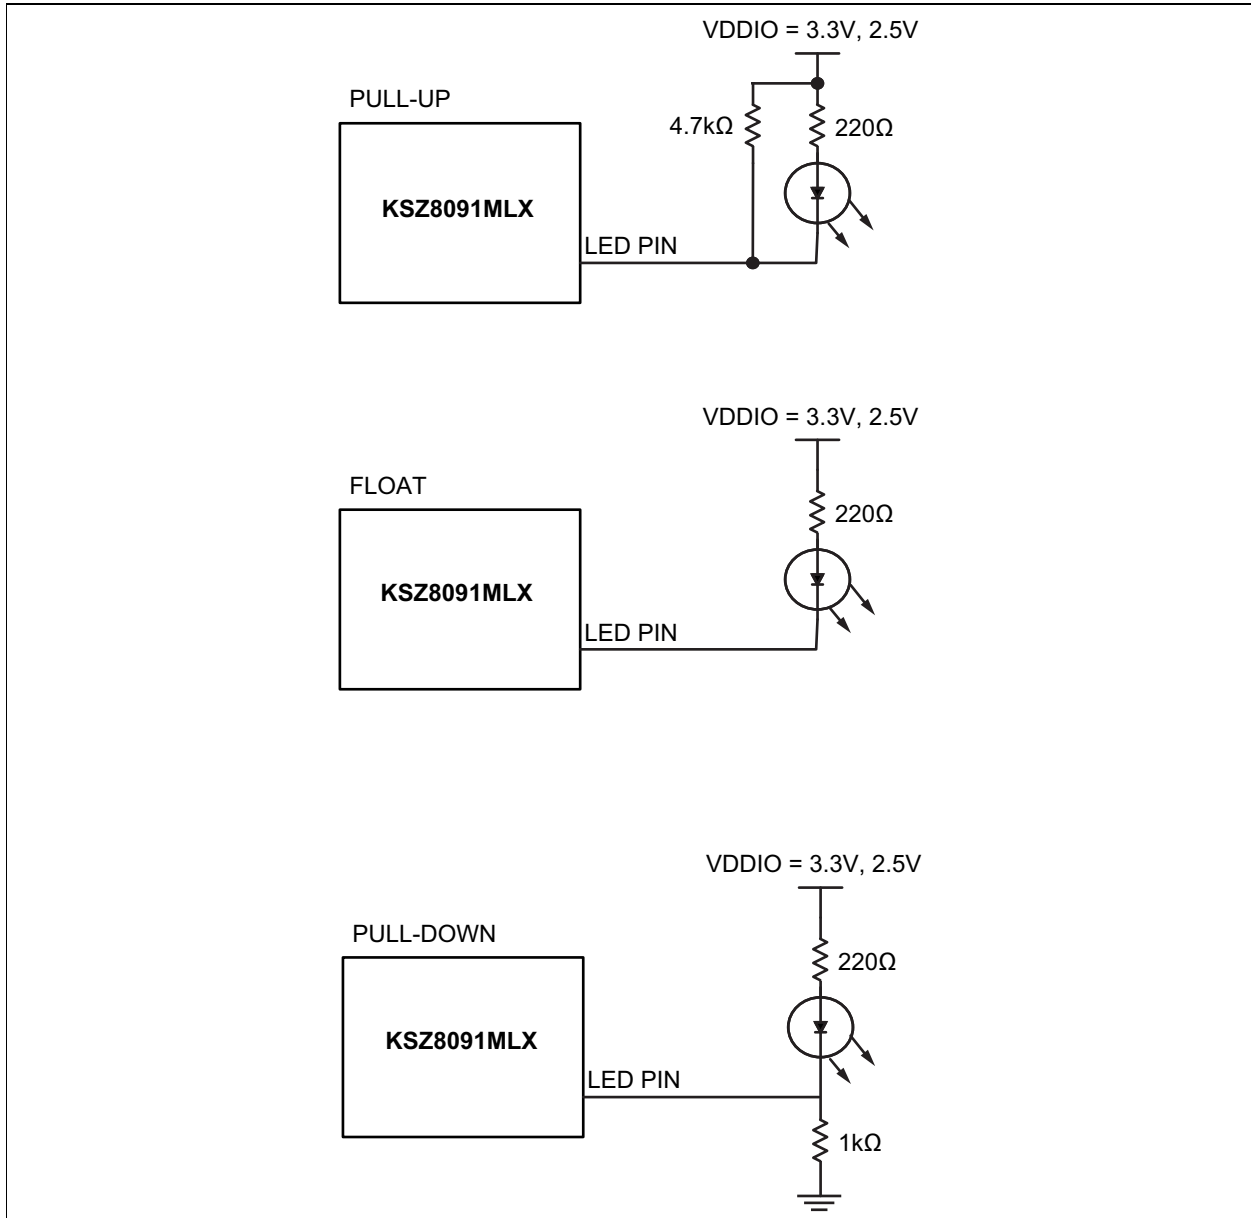 VDDIO = 3.3V, 2.5V
PULL-UP
4.7kΩ
220Ω
KSZ8091MLX
LED PIN
VDDIO = 3.3V, 2.5V
FLOAT
220Ω
KSZ8091MLX
LED PIN
VDDIO = 3.3V, 2.5V
PULL-DOWN
220Ω
KSZ8091MLX
LED PIN
1kΩ